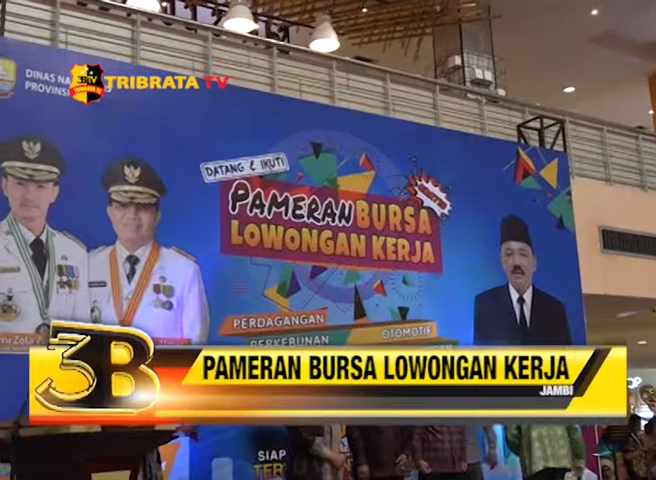 DINAS
PROVINSI
TRIBRATA TV
DATANG & IKUTI
PAMERAN BURSA
LOWONGAN KERJA
PERDAGANGAN
OTOMOTIF
PERKEBUNAN
Zola
3B
PAMERAN BURSA LOWONGAN KERJA
JAMBI
SIAP